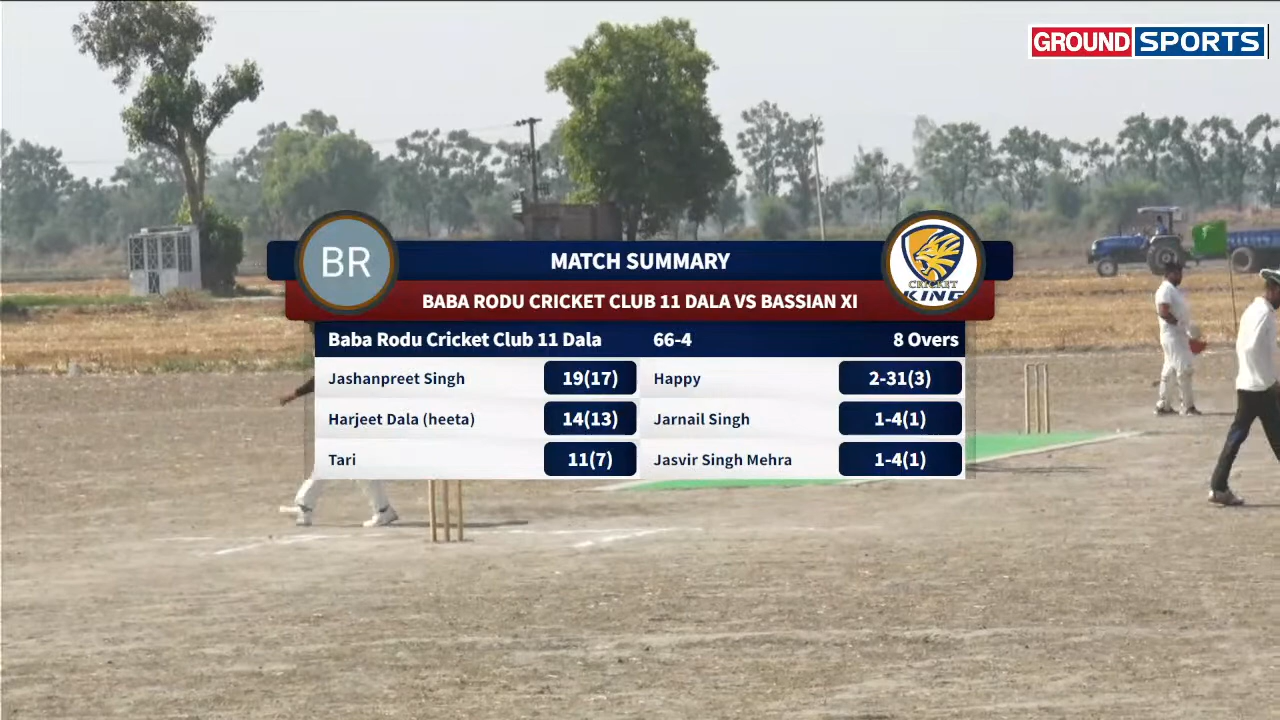 GROUND SPORTS
BR
CRICKET
KING
MATCH SUMMARY
BABA RODU CRICKET CLUB 11 DALA VS BASSIAN XI
Baba Rodu Cricket Club 11 Dala 66-4 8 Overs
Jashanpreet Singh 19(17) Happy 2-31(3)
Harjeet Dala (heeta) 14(13) Jarnail Singh 1-4(1)
Tari 11(7) Jasvir Singh Mehra 1-4(1)